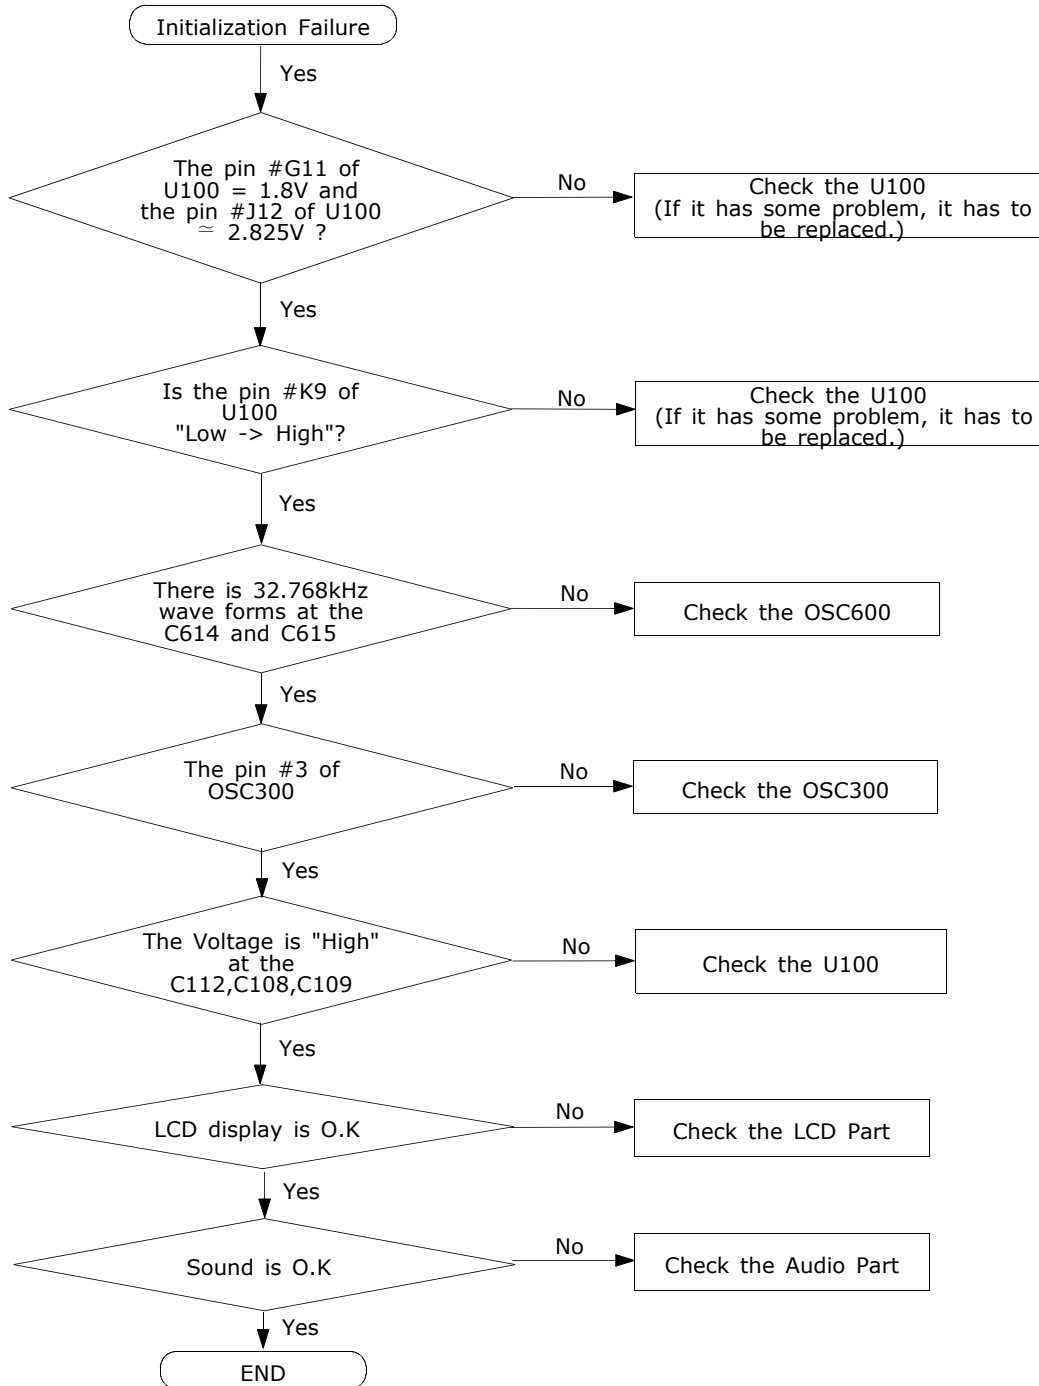 Initialization Failure
Yes
The pin #G11 of
U100 = 1.8V and
the pin #J12 of U100
≃ 2.825V ?
No
Check the U100
(If it has some problem, it has to
be replaced.)
Yes
Is the pin #K9 of
U100
"Low -> High"?
No
Check the U100
(If it has some problem, it has to
be replaced.)
Yes
There is 32.768kHz
wave forms at the
C614 and C615
No
Check the OSC600
Yes
The pin #3 of
OSC300
No
Check the OSC300
Yes
The Voltage is "High"
at the
C112,C108,C109
No
Check the U100
Yes
LCD display is O.K
No
Check the LCD Part
Yes
Sound is O.K
No
Check the Audio Part
Yes
END